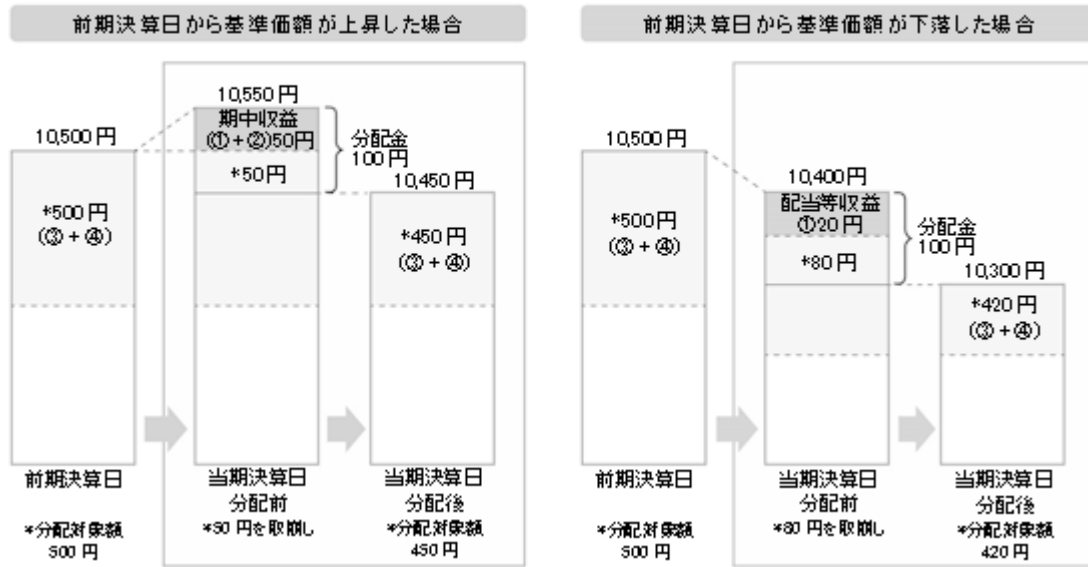 前期決算日から基準価額が上昇した場合
10,550円
期中収益
(①+②)50円
10,500円
*50円
分配金
100円
10,450円
*500円
(③+④)
*450円
(③+④)
前期決算日
当期決算日
分配前
当期決算日
分配後
*分配対象額
500円
*50円を取崩し
*分配対象額
450円
前期決算日から基準価額が下落した場合
10,500円
10,400円
配当等収益
①20円
*80円
分配金
100円
10,300円
*500円
(③+④)
*420円
(③+④)
前期決算日
当期決算日
分配前
当期決算日
分配後
*分配対象額
500円
*80円を取崩し
*分配対象額
420円